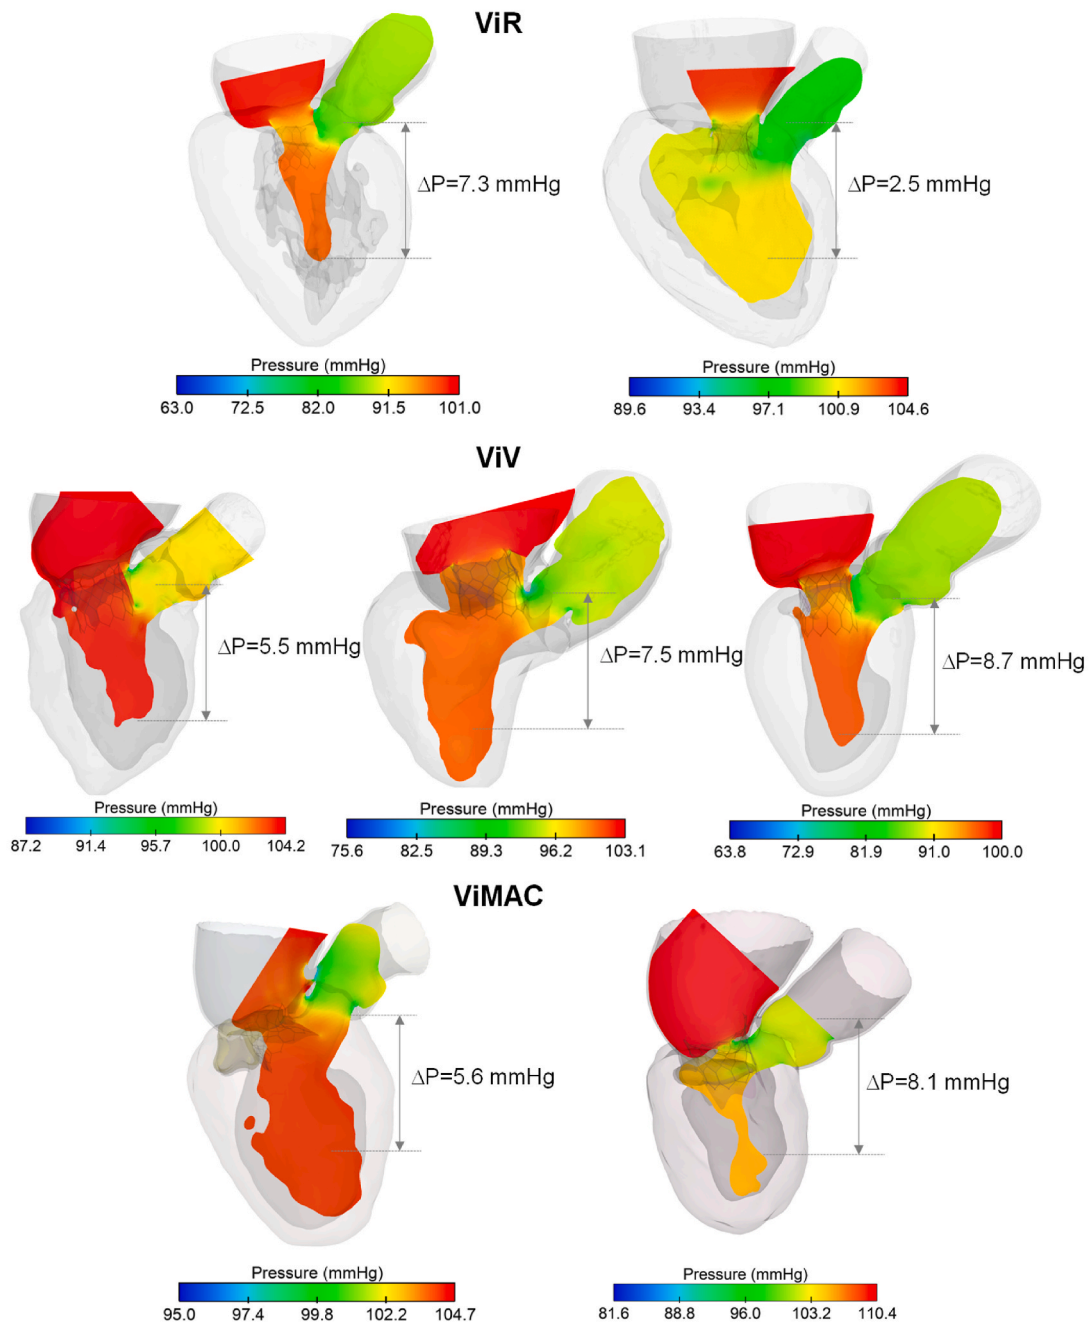 ViR
ΔP=7.3 mmHg
ΔP=2.5 mmHg
Pressure (mmHg)
63.0 72.5 82.0 91.5 101.0
Pressure (mmHg)
89.6 93.4 97.1 100.9 104.6
ViV
ΔP=5.5 mmHg
ΔP=7.5 mmHg
ΔP=8.7 mmHg
Pressure (mmHg)
87.2 91.4 95.7 100.0 104.2
Pressure (mmHg)
75.6 82.5 89.3 96.2 103.1
Pressure (mmHg)
63.8 72.9 81.9 91.0 100.0
ViMAC
ΔP=5.6 mmHg
ΔP=8.1 mmHg
Pressure (mmHg)
95.0 97.4 99.8 102.2 104.7
Pressure (mmHg)
81.6 88.8 96.0 103.2 110.4